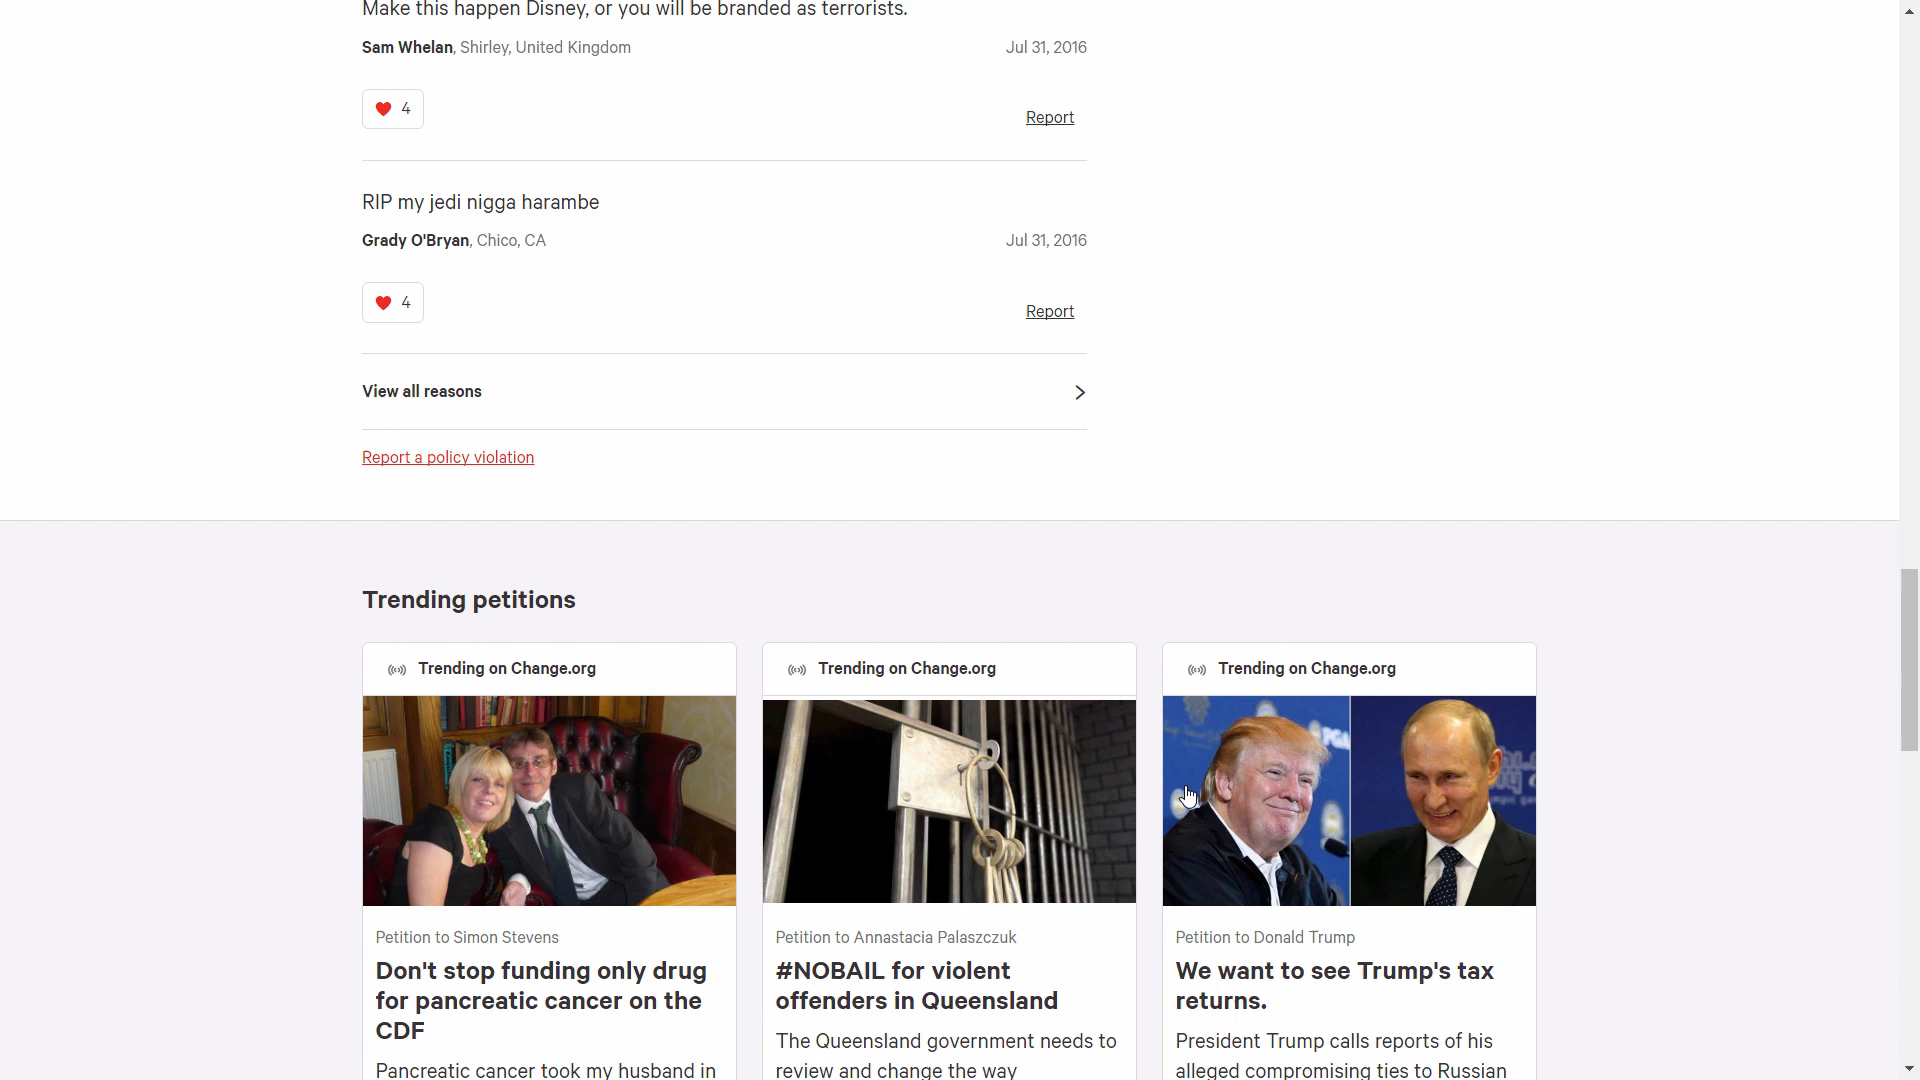 Make this happen Disney, or you will be branded as terrorists.
Sam Whelan, Shirley, United Kingdom
Jul 31, 2016
4
Report
RIP my jedi nigga harambe
Grady O'Bryan, Chico, CA
Jul 31, 2016
4
Report
View all reasons
Report a policy violation
Trending petitions
Trending on Change.org
Trending on Change.org
Trending on Change.org
PGA
Petition to Simon Stevens
Don't stop funding only drug
for pancreatic cancer on the
CDF
Pancreatic cancer took my husband in
Petition to Annastacia Palaszczuk
#NOBAIL for violent
offenders in Queensland
The Queensland government needs to
review and change the way
Petition to Donald Trump
We want to see Trump's tax
returns.
President Trump calls reports of his
alleged compromising ties to Russian